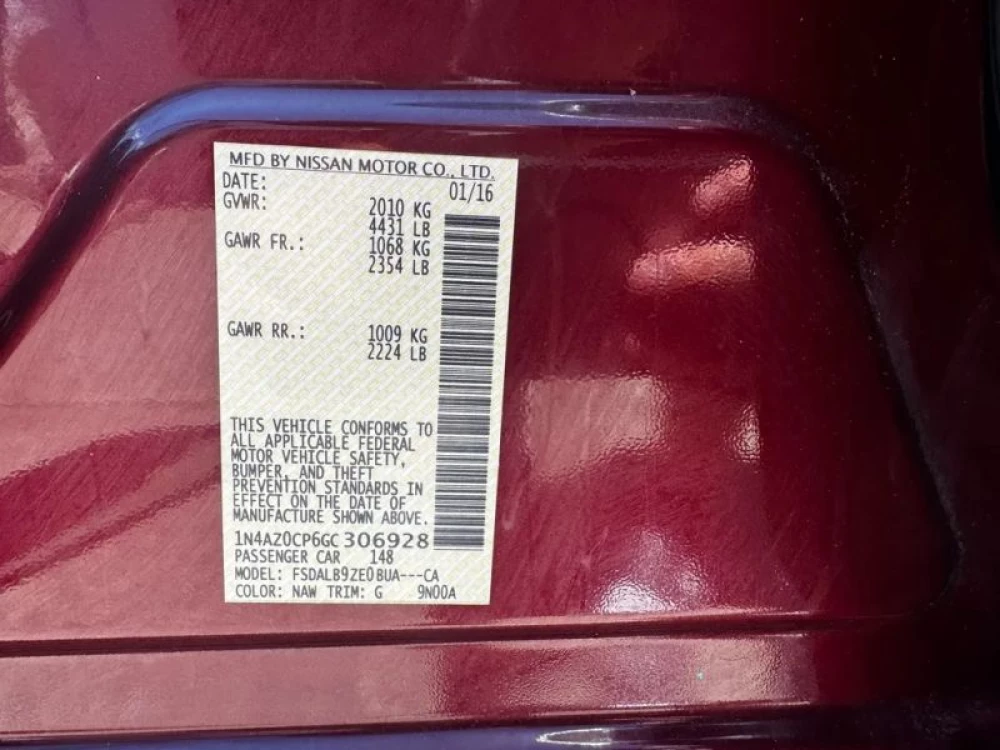 MFD BY NISSAN MOTOR CO., LTD.
DATE: 01/16
GVWR: 2010 KG
4431 LB
GAWR FR.: 1068 KG
2354 LB
GAWR RR.: 1009 KG
2224 LB
THIS VEHICLE CONFORMS TO
ALL APPLICABLE FEDERAL
MOTOR VEHICLE SAFETY,
BUMPER, AND THEFT
PREVENTION STANDARDS IN
EFFECT ON THE DATE OF
MANUFACTURE SHOWN ABOVE.
1N4AZ0CP6GC306928
PASSENGER CAR 148
MODEL: FSDALB9ZE0BUA---CA
COLOR: NAW TRIM: G 9N00A